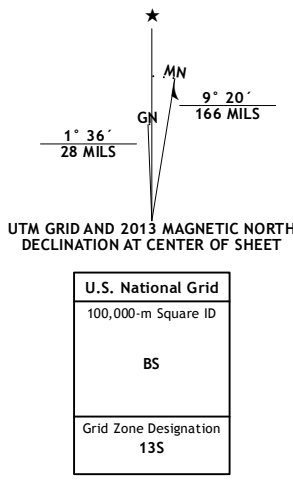 MN
GN
9° 20´
166 MILS
1° 36´
28 MILS
UTM GRID AND 2013 MAGNETIC NORTH
DECLINATION AT CENTER OF SHEET
U.S. National Grid
100,000-m Square ID
BS
Grid Zone Designation
13S